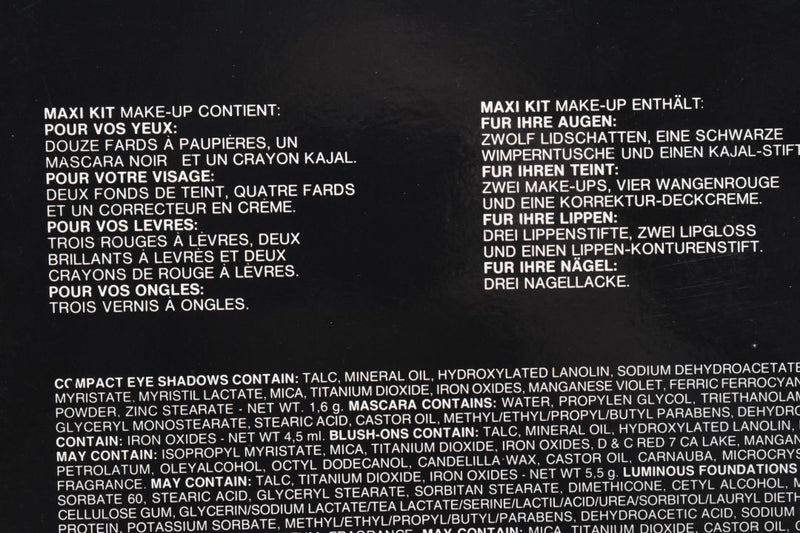 MAXI KIT MAKE-UP CONTIENT:
POUR VOS YEUX:
DOUZE FARDS À PAUPIÈRES, UN
MASCARA NOIR ET UN CRAYON KAJAL.
POUR VOTRE VISAGE:
DEUX FONDS DE TEINT, QUATRE FARDS
ET UN CORRECTEUR EN CRÈME.
POUR VOS LEVRES:
TROIS ROUGES À LÈVRES, DEUX
BRILLANTS À LEVRES ET DEUX
CRAYONS DE ROUGE À LÈVRES.
POUR VOS ONGLES:
TROIS VERNIS À ONGLES.
MAXI KIT MAKE-UP ENTHÄLT:
FUR IHRE AUGEN:
ZWOLF LIDSCHATTEN, EINE SCHWARZE
WIMPERNTUSCHE UND EINEN KAJAL-STIFT
FUR IHREN TEINT:
ZWEI MAKE-UPS, VIER WANGENROUGE
UND EINE KORREKTUR-DECKCREME.
FUR IHRE LIPPEN:
DREI LIPPENSTIFTE, ZWEI LIPGLOSS
UND EINEN LIPPEN-KONTURENSTIFT.
FUR IHRE NÄGEL:
DREI NAGELLACKE.
COMPACT EYE SHADOWS CONTAIN: TALC, MINERAL OIL, HYDROXYLATED LANOLIN, SODIUM DEHYDROACETATE
MYRISTATE, MYRISTIL LACTATE, MICA, TITANIUM DIOXIDE, IRON OXIDES, MANGANESE VIOLET, FERRIC FERROCYAN
POWDER, ZINC STEARATE - NET WT. 1,6 g. MASCARA CONTAINS: WATER, PROPYLEN GLYCOL, TRIETHANOLAM
GLYCERYL MONOSTEARATE, STEARIC ACID, CASTOR OIL, METHYL/ETHYL/PROPYL/BUTYL PARABENS, DEHYDRO
CONTAIN: IRON OXIDES - NET WT 4,5 ml. BLUSH-ONS CONTAIN: TALC, MINERAL OIL, HYDROXYLATED LANOLIN,
MAY CONTAIN: ISOPROPYL MYRISTATE, MICA, TITANIUM DIOXIDE, IRON OXIDES, D & C RED 7 CA LAKE, MANGAN
PETROLATUM, OLEYALCOHOL, OCTYL DODECANOL, CANDELILLA-WAX, CASTOR OIL, CARNAUBA, MICROCRYS
FRAGRANCE. MAY CONTAIN: TALC, TITANIUM DIOXIDE, IRON OXIDES - NET WT 5.5 g. LUMINOUS FOUNDATIONS
SORBATE 60, STEARIC ACID, GLYCERYL STEARATE, SORBITAN STEARATE, DIMETHICONE, CETYL ALCOHOL, M
CELLULOSE GUM, GLYCERIN/SODIUM LACTATE/TEA LACTATE/SERINE/LACTIL/ACID/UREA/SORBITOL/LAURYL DIETH
PROTEIN, POTASSIUM SORBATE, METHYL/ETHYL/PROPYL/BUTYL/PARABENS, DEHYDROACETIC ACID, SODIUM
FRAGRANCE. MAY CONTAIN: MICA, TITANIUM DIOXIDE, CASTOR OIL,